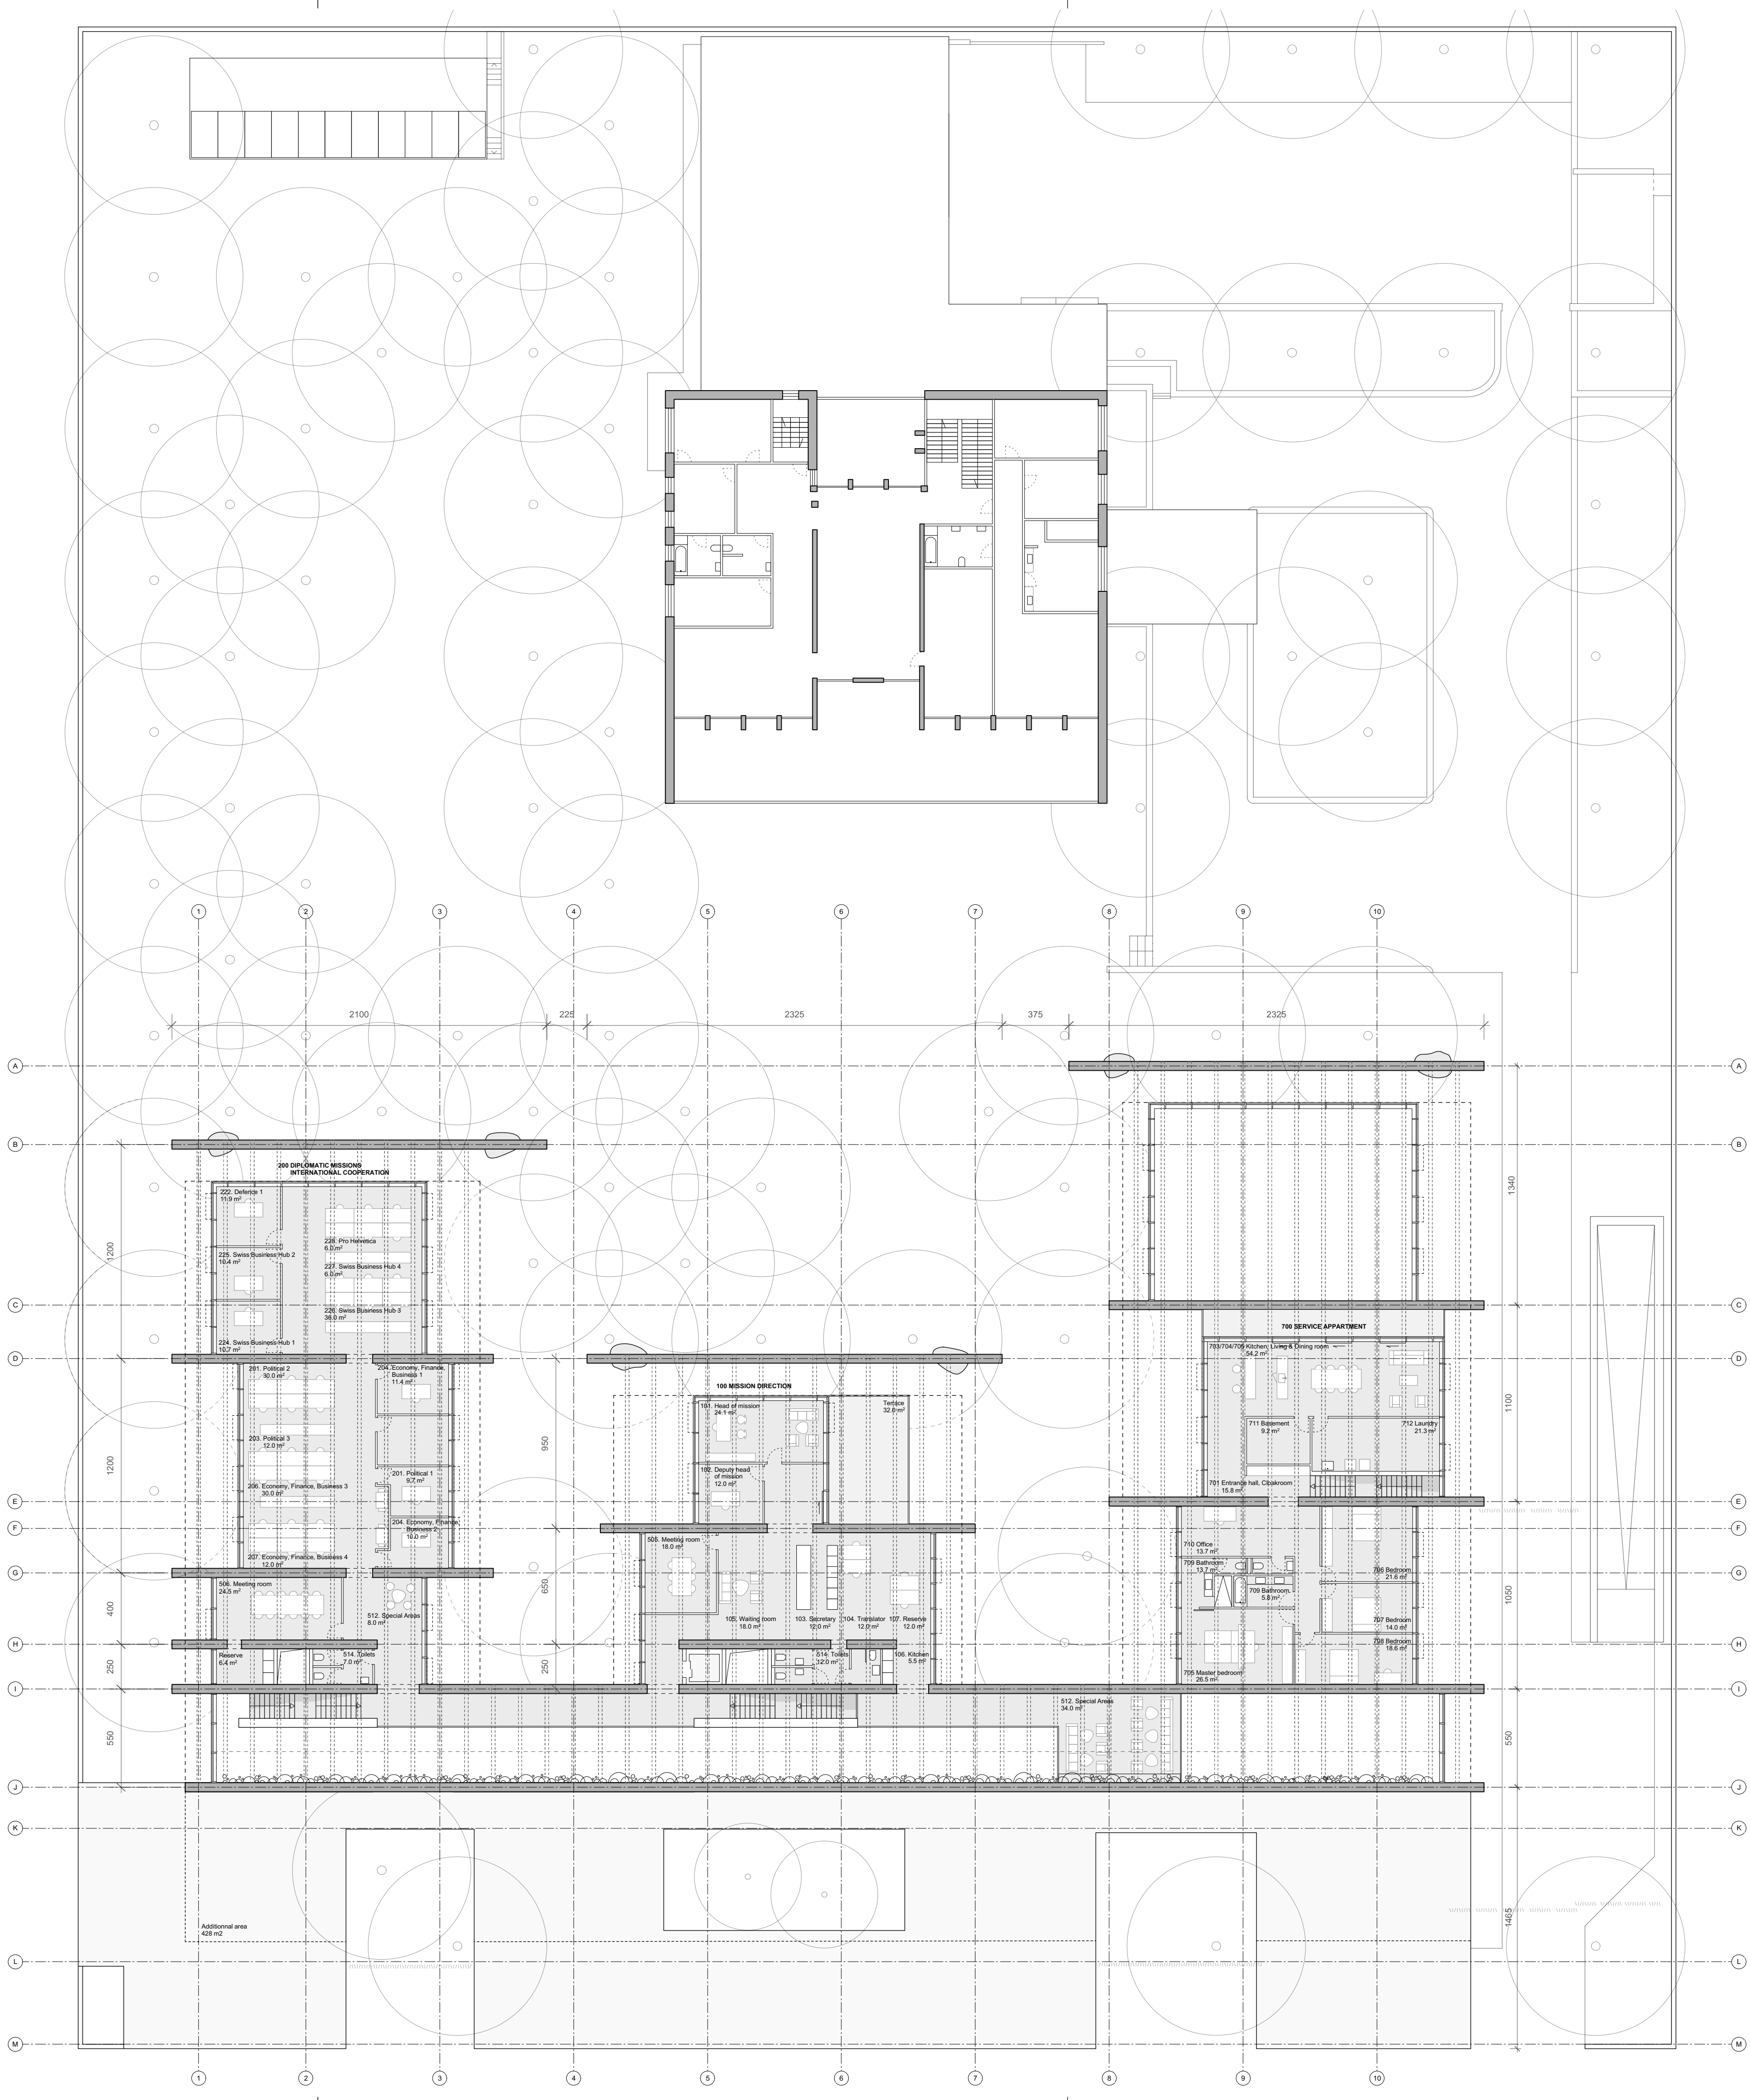 1 2 3 4 5 6 7 8 9 10
2100 225 2325 375 2325
A A
B B
200 DIPLOMATIC MISSIONS
INTERNATIONAL COOPERATION
222. Defence 1
11.9 m²
1340
228. Pro Helvetica
6.0 m²
225. Swiss Business Hub 2
10.4 m²
1200
227. Swiss Business Hub 4
6.0 m²
C C
226. Swiss Business Hub 3
36.0 m²
700 SERVICE APPARTMENT
224. Swiss Business Hub 1
10.7 m²
703/704/705 Kitchen, Living & Dining room
54.2 m²
D D
201. Political 2
30.0 m²
204. Economy, Finance,
Business 1
11.4 m²
100 MISSION DIRECTION
101. Head of mission
24.1 m²
Terrace
32.0 m²
1100
711 Basement
9.2 m²
712 Laundry
21.3 m²
203. Political 3
12.0 m²
950
1200
102. Deputy head
of mission
12.0 m²
201. Political 1
9.7 m²
206. Economy, Finance, Business 3
30.0 m²
701 Entrance hall, Cloakroom
15.8 m²
E E
204. Economy, Finance,
Business 2
10.0 m²
F F
505. Meeting room
18.0 m²
710 Office
13.7 m²
207. Economy, Finance, Business 4
12.0 m²
709 Bathroom
13.7 m²
706 Bedroom
21.6 m²
G G
506. Meeting room
24.5 m²
650
709 Bathroom
5.8 m²
1050
400
512. Special Areas
8.0 m²
105. Waiting room
18.0 m²
103. Secretary
12.0 m²
104. Translator
12.0 m²
107. Reserve
12.0 m²
707 Bedroom
14.0 m²
708 Bedroom
18.6 m²
H H
Reserve
6.4 m²
514. Toilets
7.0 m²
514. Toilets
12.0 m²
106. Kitchen
5.5 m²
250 250
705 Master bedroom
26.5 m²
I I
512. Special Areas
34.0 m²
550 550
J J
K K
1465
Additionnal area
428 m2
L L
M M
1 2 3 4 5 6 7 8 9 10